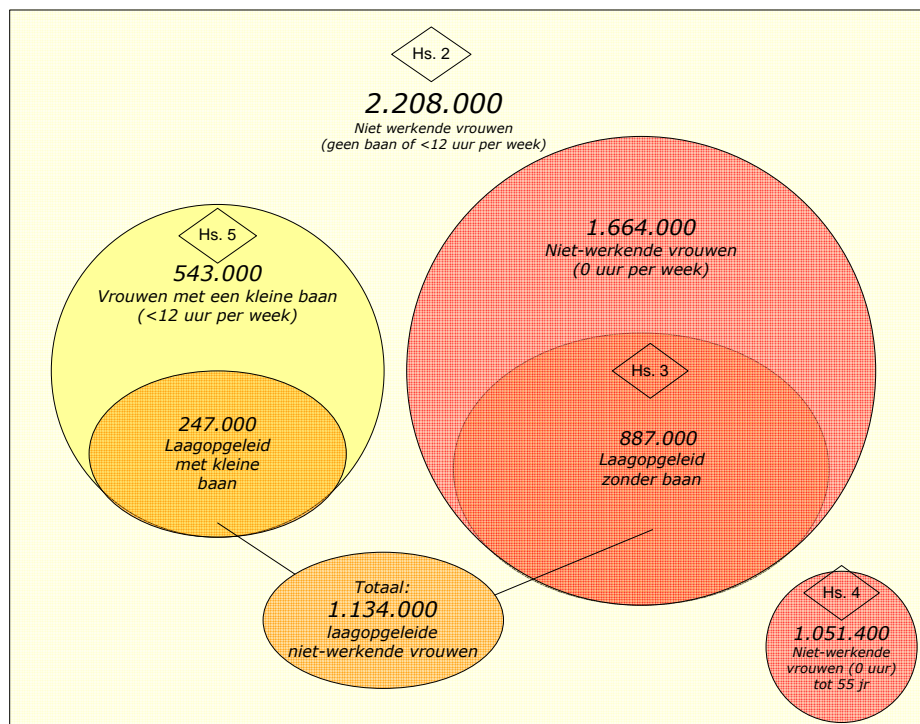 Hs. 2
2.208.000
Niet werkende vrouwen
(geen baan of <12 uur per week)
Hs. 5
543.000
Vrouwen met een kleine baan
(<12 uur per week)
1.664.000
Niet-werkende vrouwen
(0 uur per week)
Hs. 3
247.000
Laagopgeleid
met kleine
baan
887.000
Laagopgeleid
zonder baan
Totaal:
1.134.000
laagopgeleide
niet-werkende vrouwen
Hs. 4
1.051.400
Niet-werkende
vrouwen (0 uur)
tot 55 jr